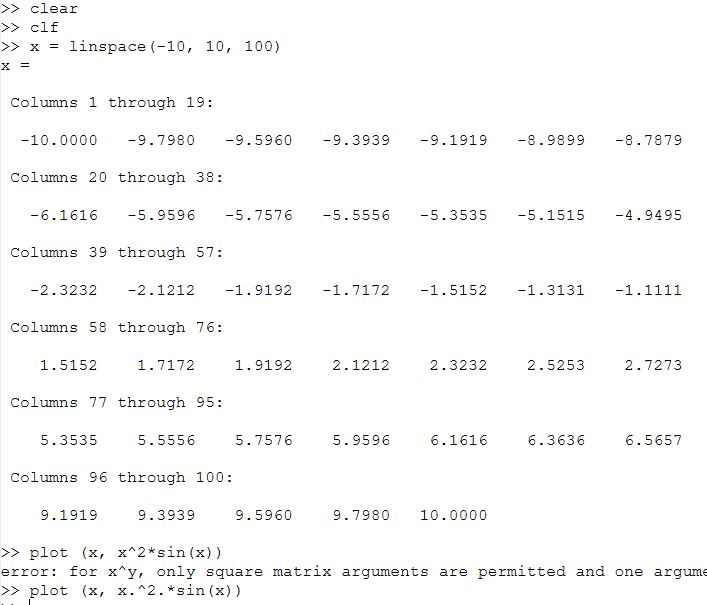 >> clear
>> clf
>> x = linspace(-10, 10, 100)
x =
Columns 1 through 19:
-10.0000 -9.7980 -9.5960 -9.3939 -9.1919 -8.9899 -8.7879
Columns 20 through 38:
-6.1616 -5.9596 -5.7576 -5.5556 -5.3535 -5.1515 -4.9495
Columns 39 through 57:
-2.3232 -2.1212 -1.9192 -1.7172 -1.5152 -1.3131 -1.1111
Columns 58 through 76:
1.5152 1.7172 1.9192 2.1212 2.3232 2.5253 2.7273
Columns 77 through 95:
5.3535 5.5556 5.7576 5.9596 6.1616 6.3636 6.5657
Columns 96 through 100:
9.1919 9.3939 9.5960 9.7980 10.0000
>> plot (x, x^2*sin(x))
error: for x^y, only square matrix arguments are permitted and one argume
>> plot (x, x.^2.*sin(x))